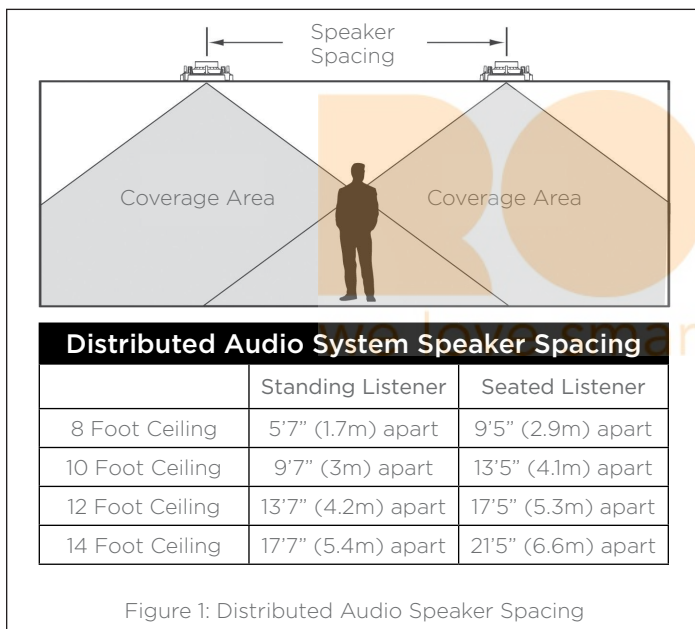 Speaker
Spacing
Coverage Area Coverage Area
we love smar
Distributed Audio System Speaker Spacing
Standing Listener Seated Listener
8 Foot Ceiling 5’7” (1.7m) apart 9’5” (2.9m) apart
10 Foot Ceiling 9’7” (3m) apart 13’5” (4.1m) apart
12 Foot Ceiling 13’7” (4.2m) apart 17’5” (5.3m) apart
14 Foot Ceiling 17’7” (5.4m) apart 21’5” (6.6m) apart
Figure 1: Distributed Audio Speaker Spacing